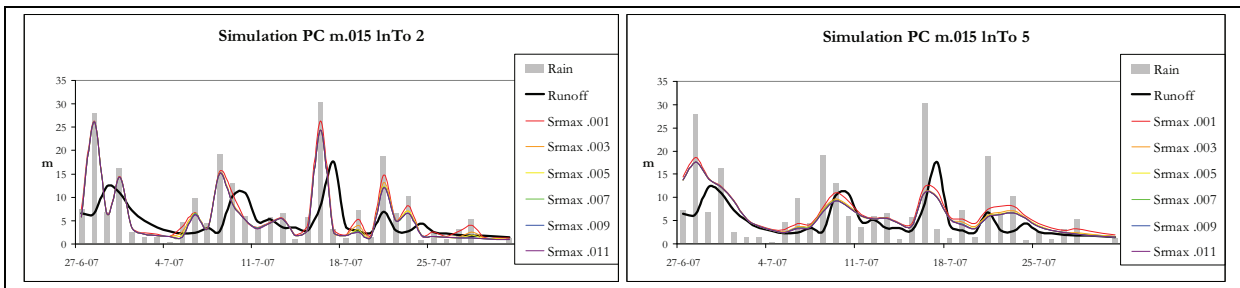 Simulation PC m.015 lnTo 2
35
30
25
20
m
15
10
5
0
27-6-07 4-7-07 11-7-07 18-7-07 25-7-07
Rain
Runoff
Srmax .001
Srmax .003
Srmax .005
Srmax .007
Srmax .009
Srmax .011
Simulation PC m.015 lnTo 5
35
30
25
20
m
15
10
5
0
27-6-07 4-7-07 11-7-07 18-7-07 25-7-07
Rain
Runoff
Srmax .001
Srmax .003
Srmax .005
Srmax .007
Srmax .009
Srmax .011